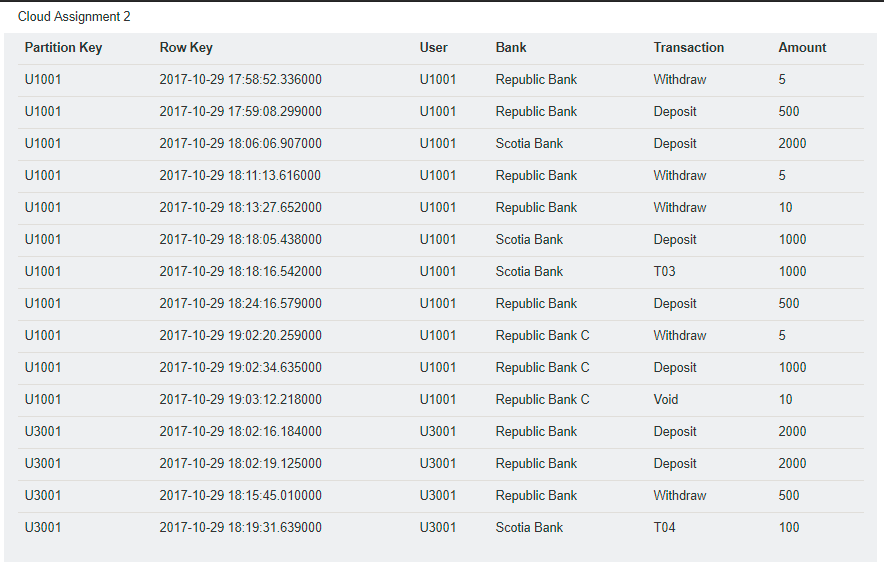 Cloud Assignment 2
Partition Key Row Key User Bank Transaction Amount
U1001 2017-10-29 17:58:52.336000 U1001 Republic Bank Withdraw 5
U1001 2017-10-29 17:59:08.299000 U1001 Republic Bank Deposit 500
U1001 2017-10-29 18:06:06.907000 U1001 Scotia Bank Deposit 2000
U1001 2017-10-29 18:11:13.616000 U1001 Republic Bank Withdraw 5
U1001 2017-10-29 18:13:27.652000 U1001 Republic Bank Withdraw 10
U1001 2017-10-29 18:18:05.438000 U1001 Scotia Bank Deposit 1000
U1001 2017-10-29 18:18:16.542000 U1001 Scotia Bank T03 1000
U1001 2017-10-29 18:24:16.579000 U1001 Republic Bank Deposit 500
U1001 2017-10-29 19:02:20.259000 U1001 Republic Bank C Withdraw 5
U1001 2017-10-29 19:02:34.635000 U1001 Republic Bank C Deposit 1000
U1001 2017-10-29 19:03:12.218000 U1001 Republic Bank C Void 10
U3001 2017-10-29 18:02:16.184000 U3001 Republic Bank Deposit 2000
U3001 2017-10-29 18:02:19.125000 U3001 Republic Bank Deposit 2000
U3001 2017-10-29 18:15:45.010000 U3001 Republic Bank Withdraw 500
U3001 2017-10-29 18:19:31.639000 U3001 Scotia Bank T04 100